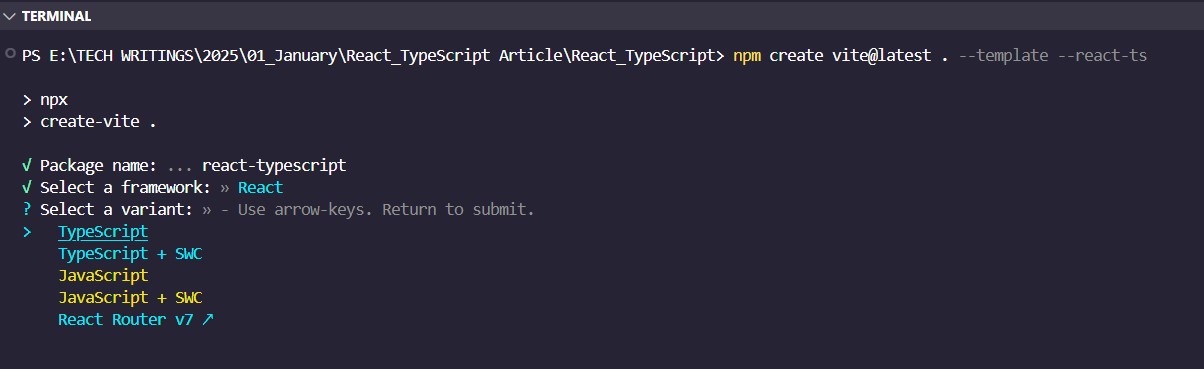 TERMINAL
PS E:\TECH WRITINGS\2025\01_January\React_TypeScript Article\React_TypeScript> npm create vite@latest . --template --react-ts
> npx
> create-vite .
√ Package name: ... react-typescript
√ Select a framework: » React
? Select a variant: » - Use arrow-keys. Return to submit.
> TypeScript
TypeScript + SWC
JavaScript
JavaScript + SWC
React Router v7 ↗